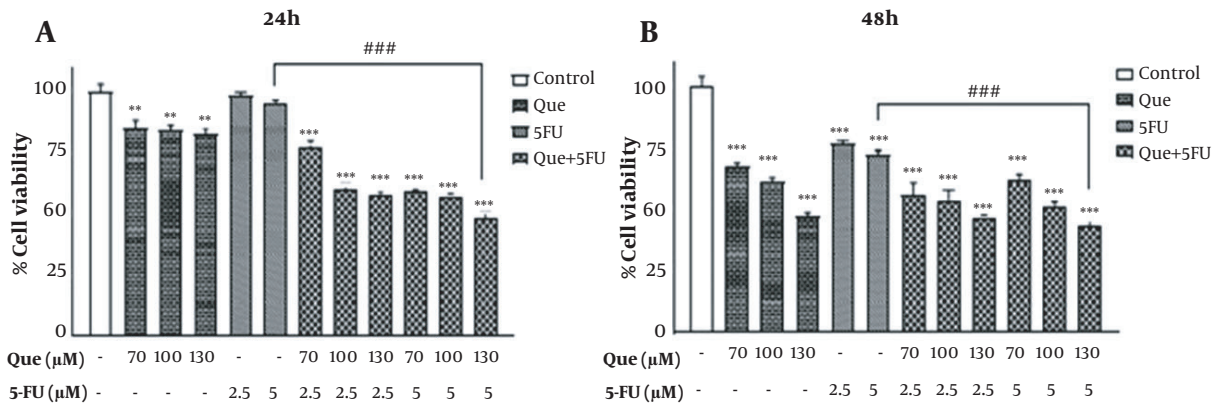 A
24h
###
100
75
60
25
0
% Cell viability
** ** ** *** *** *** *** *** ***
Control
Que
5FU
Que+5FU
Que (µM) - 70 100 130 - - 70 100 130 70 100 130
5-FU (µM) - - - - 2.5 5 2.5 2.5 2.5 5 5 5
B
48h
###
100
75
60
25
0
% Cell viability
*** *** *** *** *** *** *** *** *** *** ***
Control
Que
5FU
Que+5FU
Que (µM) - 70 100 130 - - 70 100 130 70 100 130
5-FU (µM) - - - - 2.5 5 2.5 2.5 2.5 5 5 5